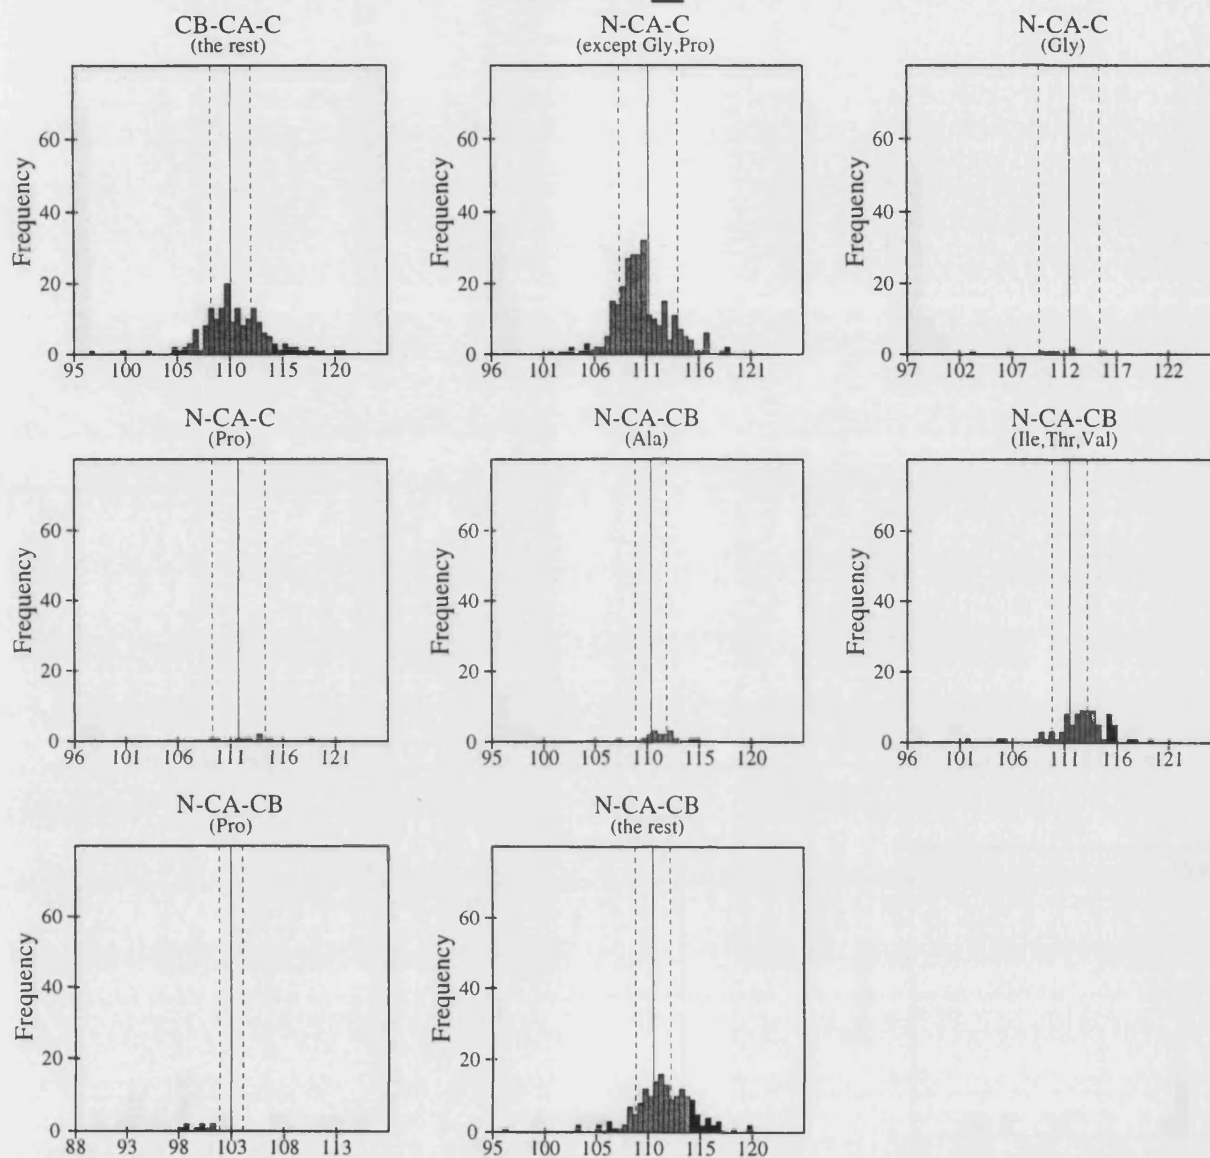 CB-CA-C
(the rest)
Frequency
60
40
20
0
95 100 105 110 115 120
N-CA-C
(except Gly,Pro)
Frequency
60
40
20
0
96 101 106 111 116 121
N-CA-C
(Gly)
Frequency
60
40
20
0
97 102 107 112 117 122
N-CA-C
(Pro)
Frequency
60
40
20
0
96 101 106 111 116 121
N-CA-CB
(Ala)
Frequency
60
40
20
0
95 100 105 110 115 120
N-CA-CB
(Ile,Thr,Val)
Frequency
60
40
20
0
96 101 106 111 116 121
N-CA-CB
(Pro)
Frequency
60
40
20
0
88 93 98 103 108 113
N-CA-CB
(the rest)
Frequency
60
40
20
0
95 100 105 110 115 120